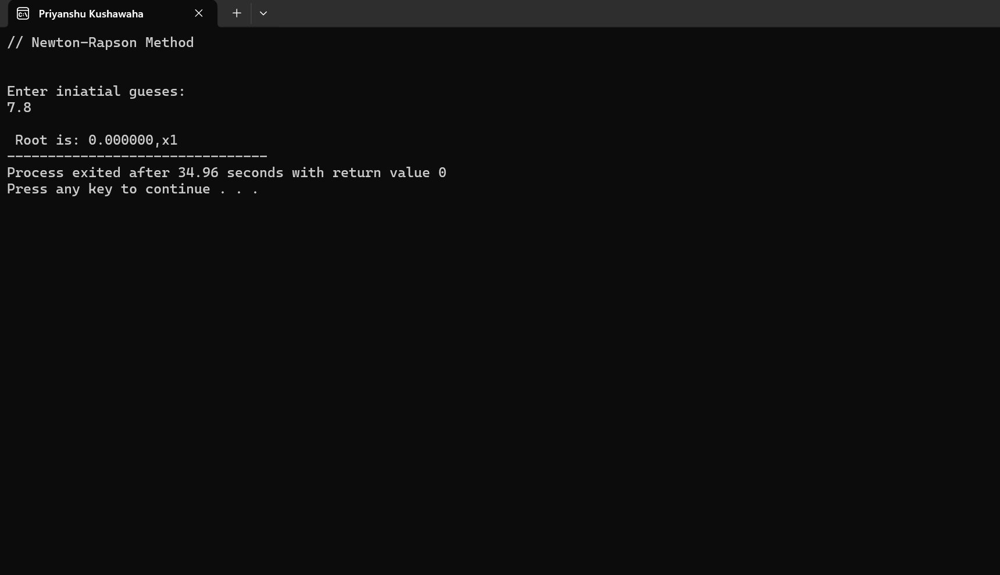 Priyanshu Kushawaha
// Newton-Rapson Method
Enter iniatial gueses:
7.8
Root is: 0.000000,x1
--------------------------------
Process exited after 34.96 seconds with return value 0
Press any key to continue . . .